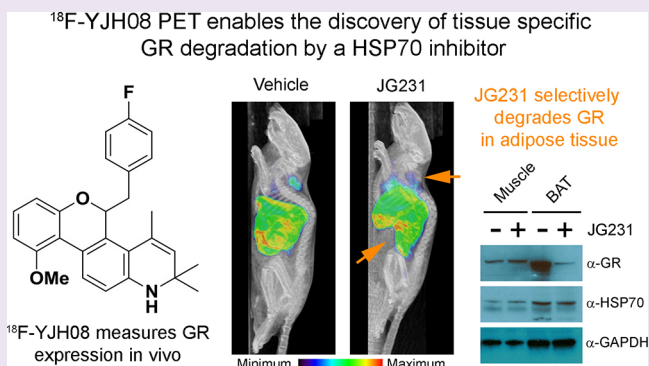 ¹⁸F-YJH08 PET enables the discovery of tissue specific
GR degradation by a HSP70 inhibitor
F
O
OMe
N
H
¹⁸F-YJH08 measures GR
expression in vivo
Vehicle
JG231
Minimum
Maximum
JG231 selectively
degrades GR
in adipose tissue
Muscle
BAT
- + - + JG231
α-GR
α-HSP70
α-GAPDH